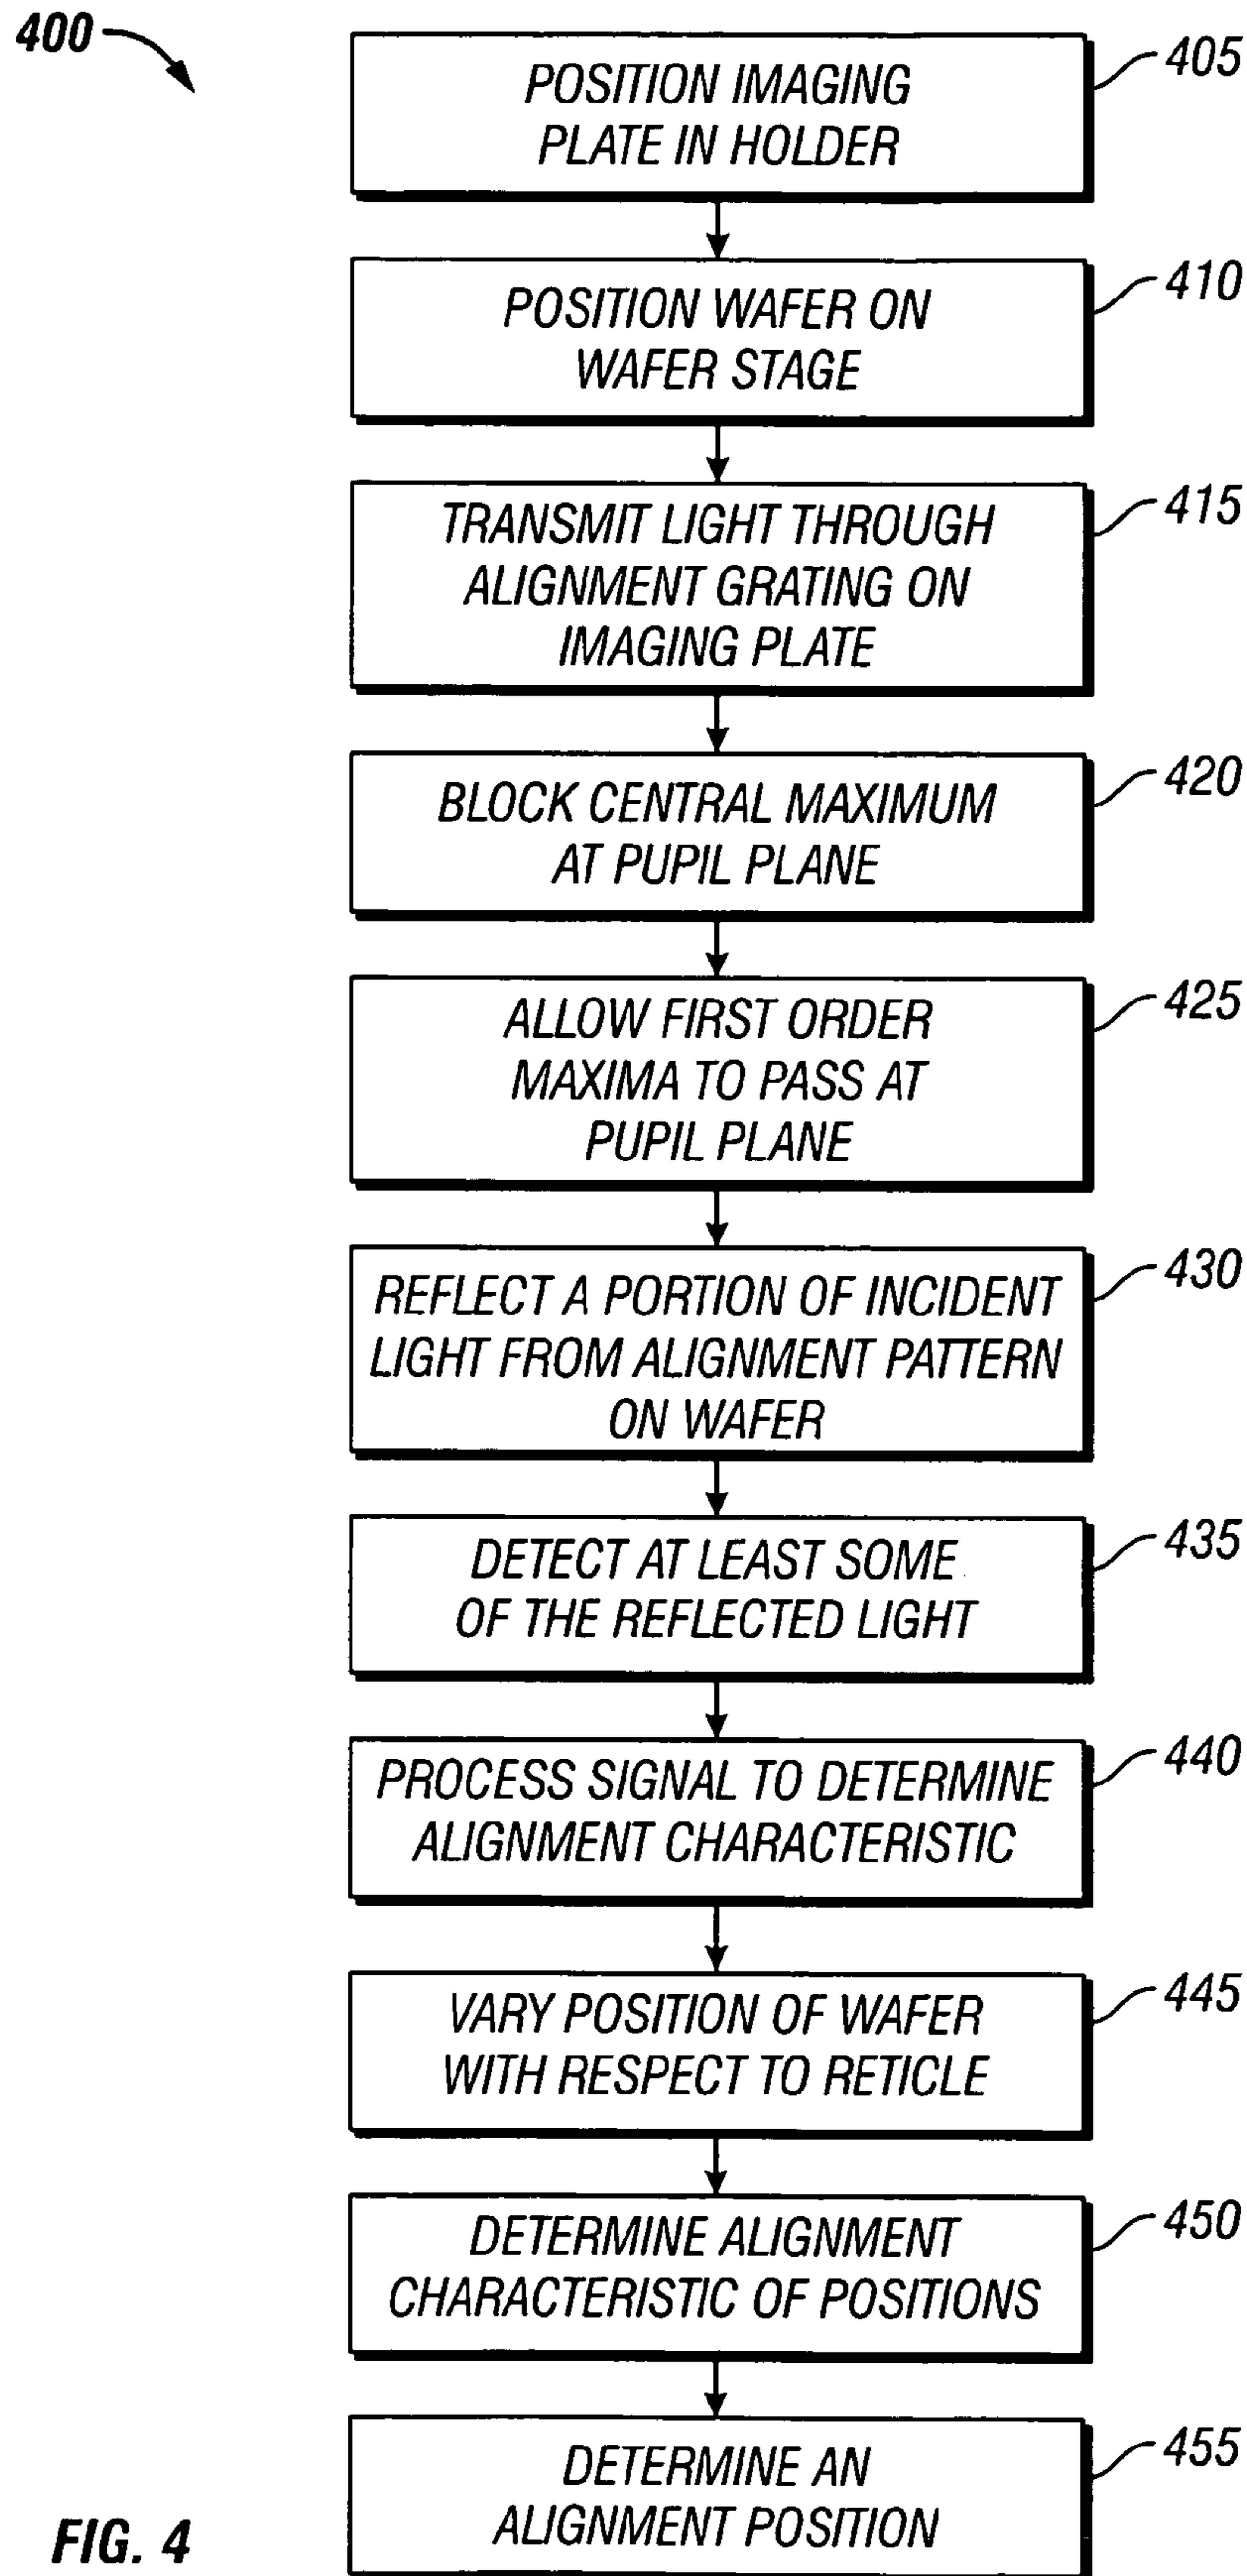 400
POSITION IMAGING
PLATE IN HOLDER
405
POSITION WAFER ON
WAFER STAGE
410
TRANSMIT LIGHT THROUGH
ALIGNMENT GRATING ON
IMAGING PLATE
415
BLOCK CENTRAL MAXIMUM
AT PUPIL PLANE
420
ALLOW FIRST ORDER
MAXIMA TO PASS AT
PUPIL PLANE
425
REFLECT A PORTION OF INCIDENT
LIGHT FROM ALIGNMENT PATTERN
ON WAFER
430
DETECT AT LEAST SOME
OF THE REFLECTED LIGHT
435
PROCESS SIGNAL TO DETERMINE
ALIGNMENT CHARACTERISTIC
440
VARY POSITION OF WAFER
WITH RESPECT TO RETICLE
445
DETERMINE ALIGNMENT
CHARACTERISTIC OF POSITIONS
450
DETERMINE AN
ALIGNMENT POSITION
455
FIG. 4